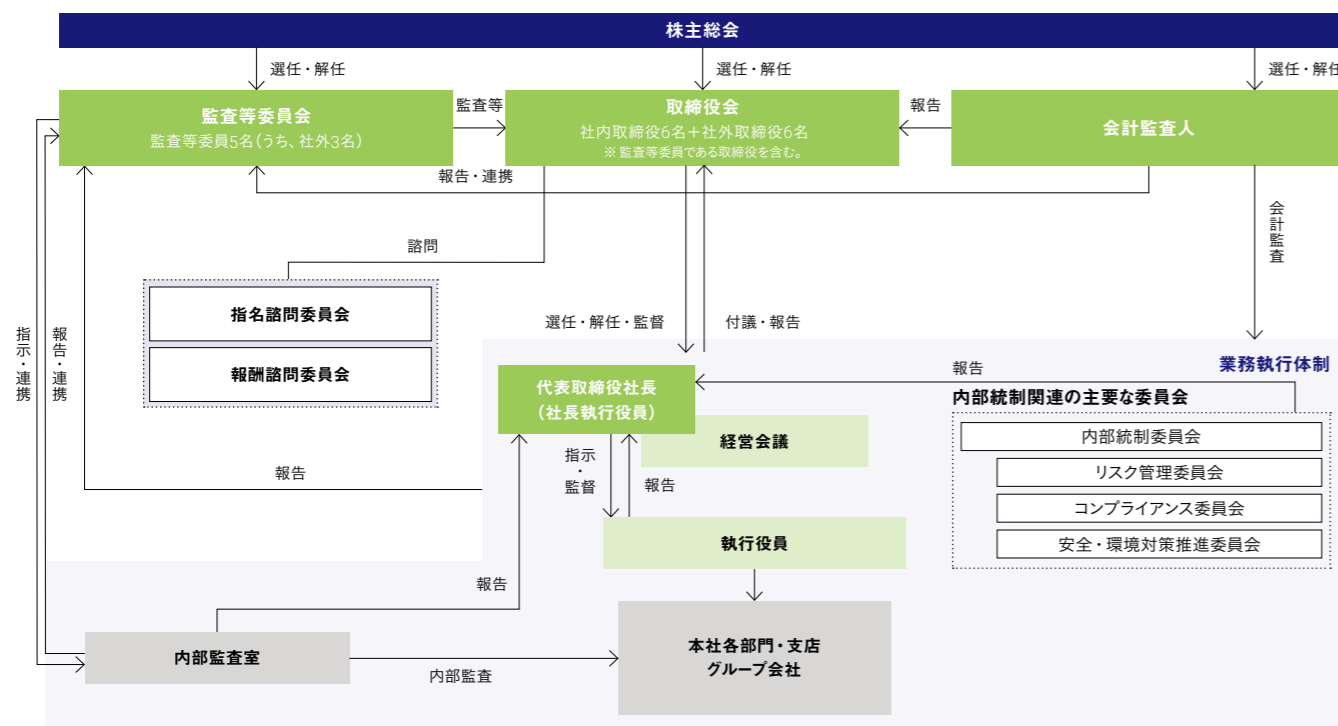 株主総会
選任・解任
選任・解任
選任・解任
監査等委員会
監査等委員5名(うち、社外3名)
監査等
取締役会
社内取締役6名＋社外取締役6名
※ 監査等委員である取締役を含む。
報告
会計監査人
報告・連携
会計監査
諮問
指名諮問委員会
報酬諮問委員会
指示・連携
報告・連携
選任・解任・監督
付議・報告
業務執行体制
代表取締役社長
(社長執行役員)
報告
内部統制関連の主要な委員会
内部統制委員会
リスク管理委員会
コンプライアンス委員会
安全・環境対策推進委員会
経営会議
指示
・
監督
報告
報告
執行役員
報告
内部監査室
内部監査
本社各部門・支店
グループ会社